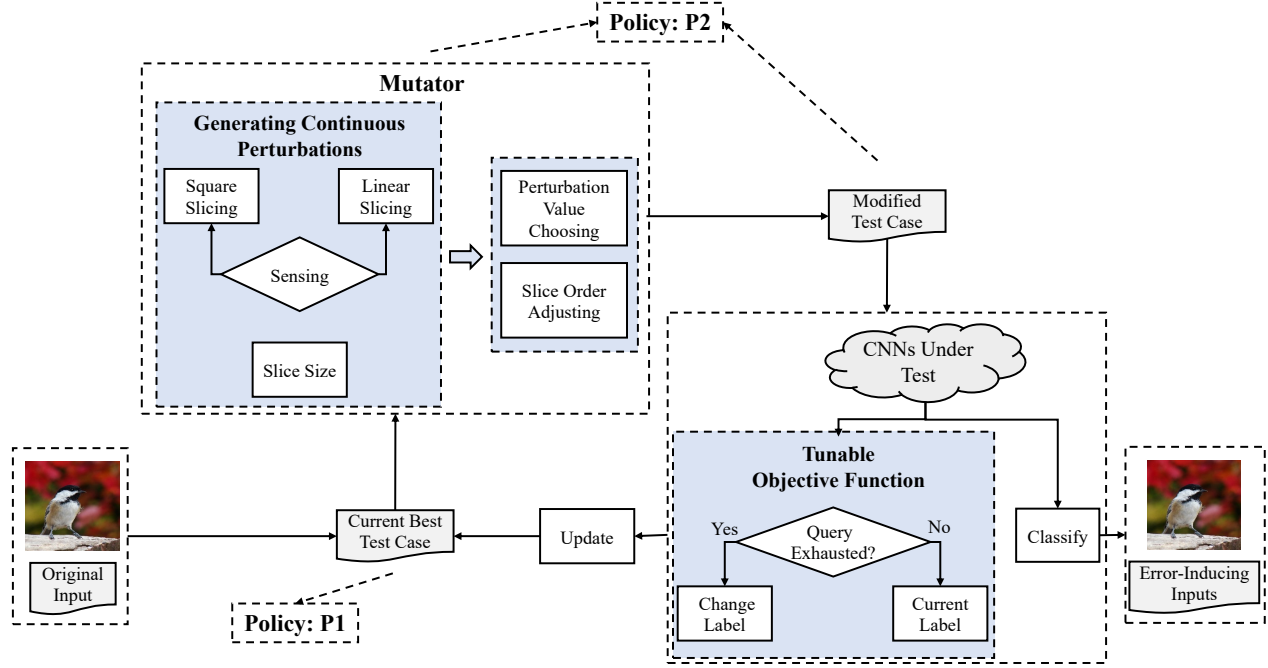 Policy: P2
Mutator
Generating Continuous
Perturbations
Square
Slicing
Linear
Slicing
Sensing
Slice Size
Perturbation
Value
Choosing
Slice Order
Adjusting
Modified
Test Case
CNNs Under
Test
Tunable
Objective Function
Yes
Query
Exhausted?
No
Change
Label
Current
Label
Classify
Error-Inducing
Inputs
Update
Current Best
Test Case
Original
Input
Policy: P1